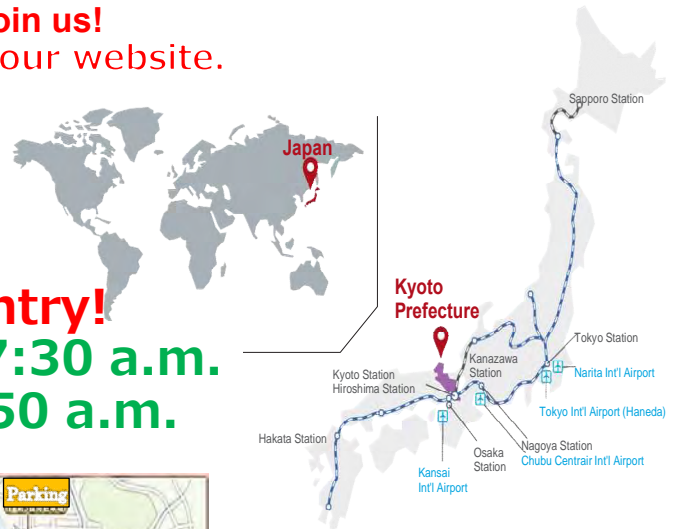 oin us!
our website.
Japan
ntry!
7:30 a.m.
50 a.m.
Parking
Sapporo Station
Kyoto
Prefecture
Kanazawa
Station
Tokyo Station
Narita Int'l Airport
Tokyo Int'l Airport (Haneda)
Kyoto Station
Hiroshima Station
Hakata Station
Osaka
Station
Nagoya Station
Chubu Centrair Int'l Airport
Kansai
Int'l Airport